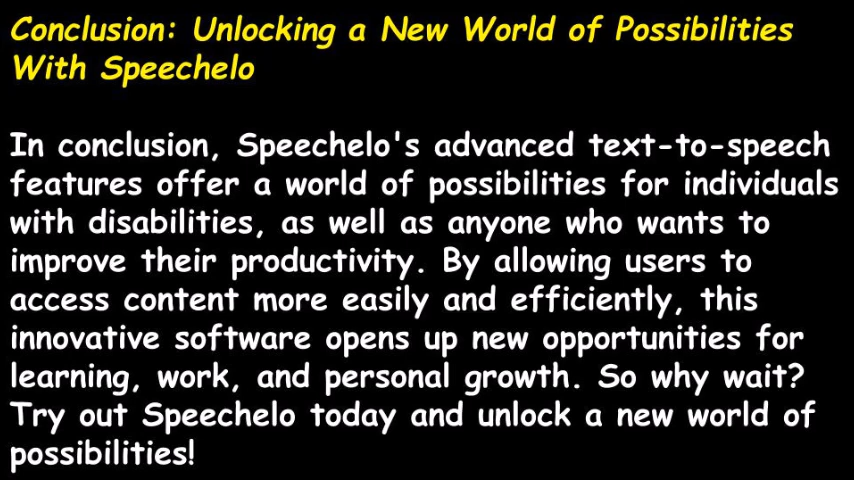 Conclusion: Unlocking a New World of Possibilities
With Speechelo
In conclusion, Speechelo's advanced text-to-speech
features offer a world of possibilities for individuals
with disabilities, as well as anyone who wants to
improve their productivity. By allowing users to
access content more easily and efficiently, this
innovative software opens up new opportunities for
learning, work, and personal growth. So why wait?
Try out Speechelo today and unlock a new world of
possibilities!